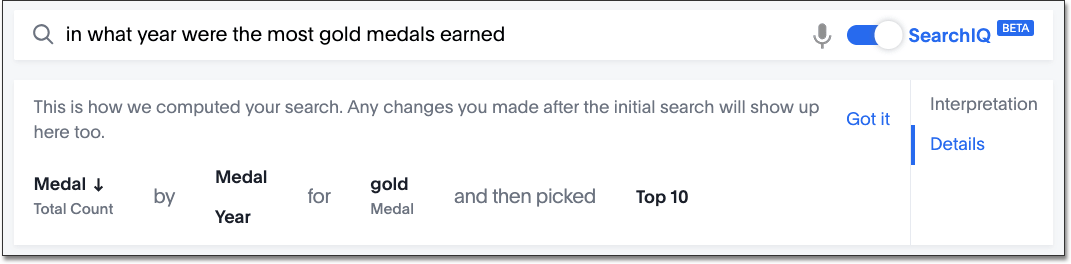 in what year were the most gold medals earned
SearchIQ BETA
This is how we computed your search. Any changes you made after the initial search will show up
here too.
Got it
Interpretation
Details
Medal ↓
Total Count
by
Medal
Year
for
gold
Medal
and then picked
Top 10